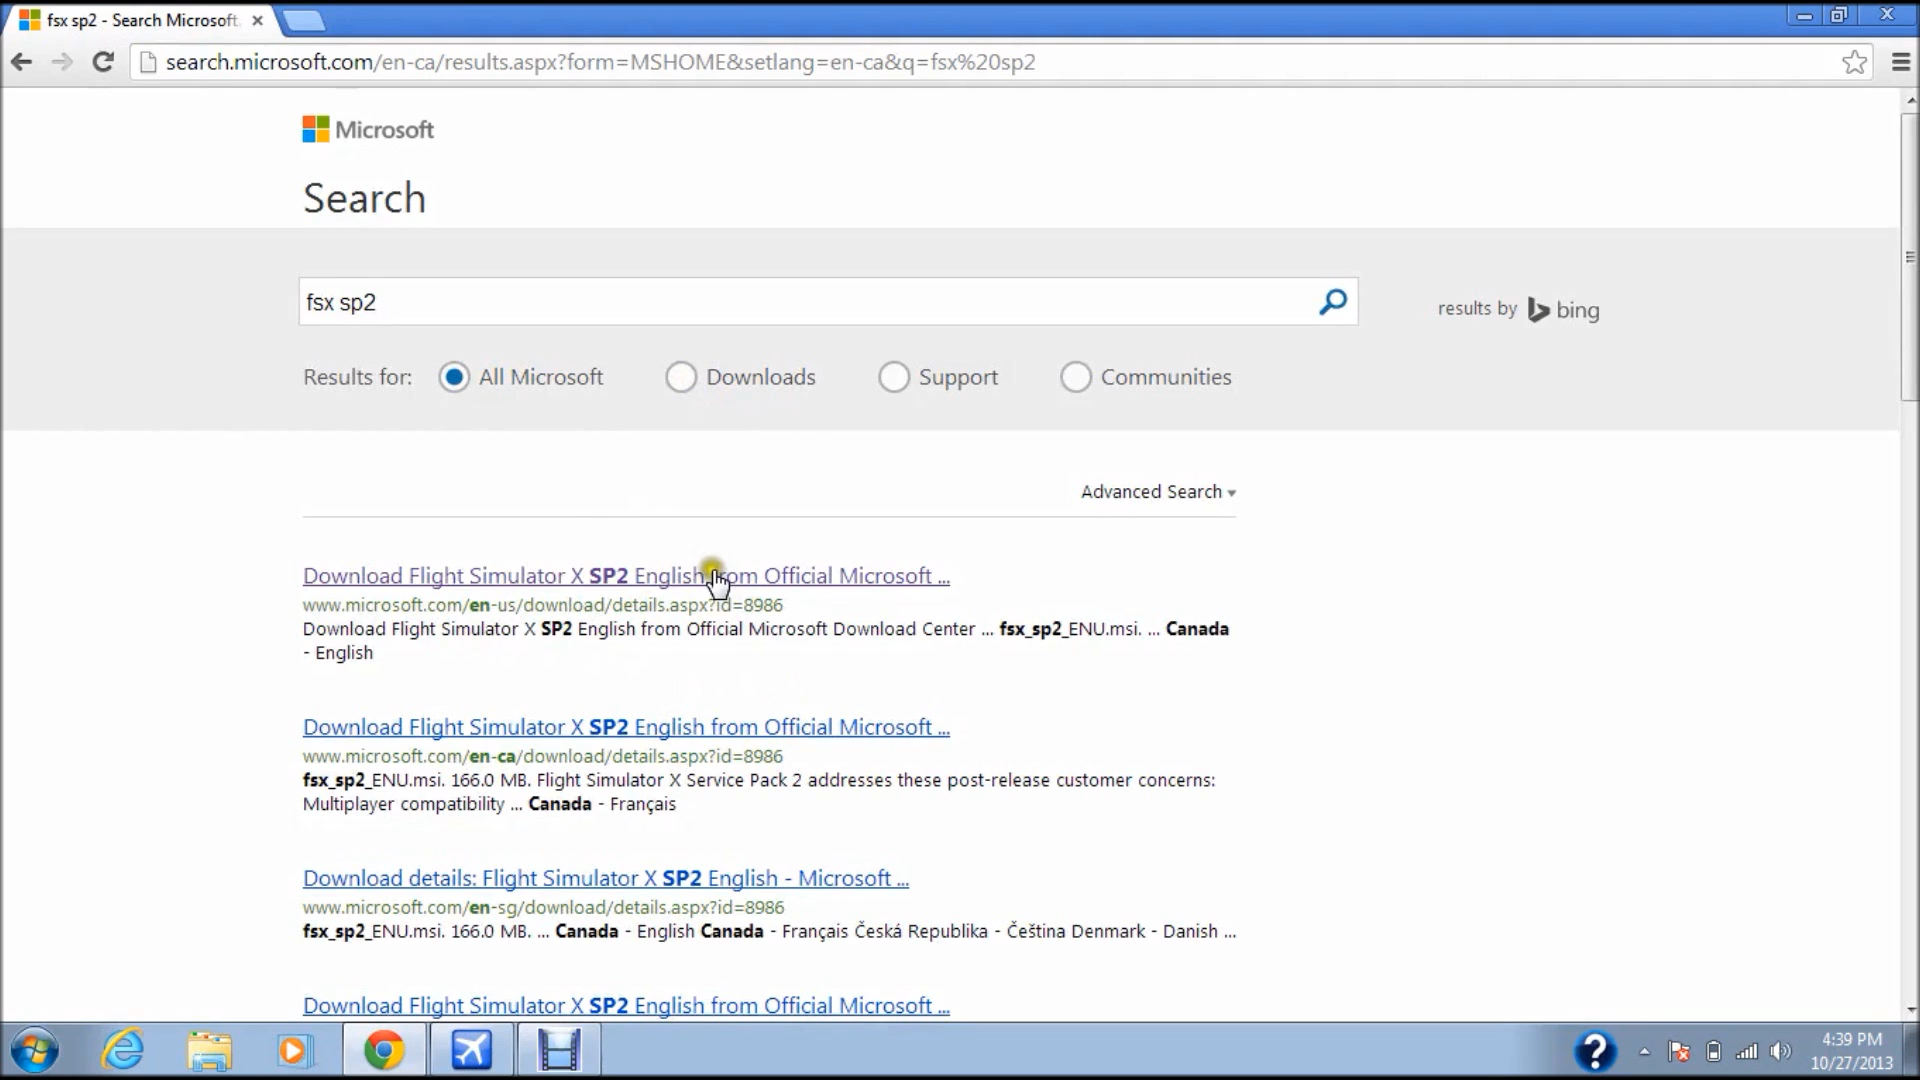 fsx sp2 - Search Microsoft
search.microsoft.com/en-ca/results.aspx?form=MSHOME&setlang=en-ca&q=fsx%20sp2
Microsoft
Search
fsx sp2
results by bing
Results for: All Microsoft Downloads Support Communities
Advanced Search
Download Flight Simulator X SP2 English from Official Microsoft ...
www.microsoft.com/en-us/download/details.aspx?id=8986
Download Flight Simulator X SP2 English from Official Microsoft Download Center ... fsx_sp2_ENU.msi. ... Canada
- English
Download Flight Simulator X SP2 English from Official Microsoft ...
www.microsoft.com/en-ca/download/details.aspx?id=8986
fsx_sp2_ENU.msi. 166.0 MB. Flight Simulator X Service Pack 2 addresses these post-release customer concerns:
Multiplayer compatibility ... Canada - Français
Download details: Flight Simulator X SP2 English - Microsoft ...
www.microsoft.com/en-sg/download/details.aspx?id=8986
fsx_sp2_ENU.msi. 166.0 MB. ... Canada - English Canada - Français Česká Republika - Čeština Denmark - Danish ...
Download Flight Simulator X SP2 English from Official Microsoft ...
4:39 PM
10/27/2013